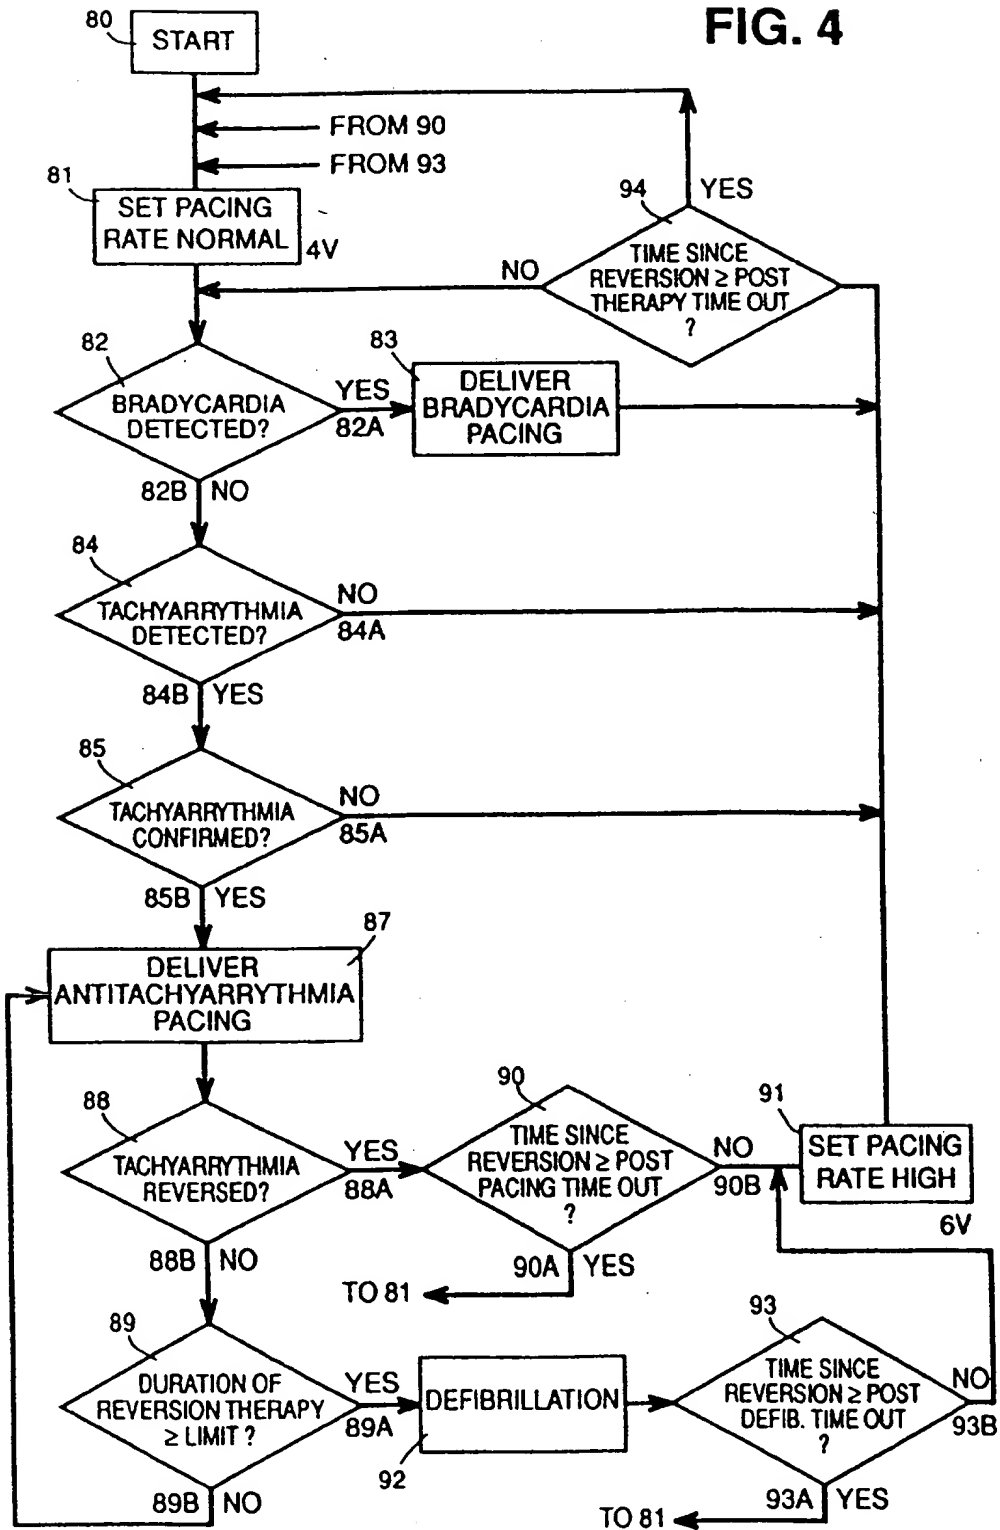 FIG. 4
80
START
FROM 90
FROM 93
81
SET PACING
RATE NORMAL
4V
94
YES
TIME SINCE
REVERSION ≥ POST
THERAPY TIME OUT
?
NO
82
BRADYCARDIA
DETECTED?
YES
82A
83
DELIVER
BRADYCARDIA
PACING
82B
NO
84
TACHYARRYTHMIA
DETECTED?
NO
84A
84B
YES
85
TACHYARRYTHMIA
CONFIRMED?
NO
85A
85B
YES
87
DELIVER
ANTITACHYARRYTHMIA
PACING
88
TACHYARRYTHMIA
REVERSED?
YES
88A
90
TIME SINCE
REVERSION ≥ POST
PACING TIME OUT
?
NO
90B
91
SET PACING
RATE HIGH
6V
88B
NO
90A
YES
TO 81
89
DURATION OF
REVERSION THERAPY
≥ LIMIT ?
YES
89A
DEFIBRILLATION
92
93
TIME SINCE
REVERSION ≥ POST
DEFIB. TIME OUT
?
NO
93B
89B
NO
93A
YES
TO 81